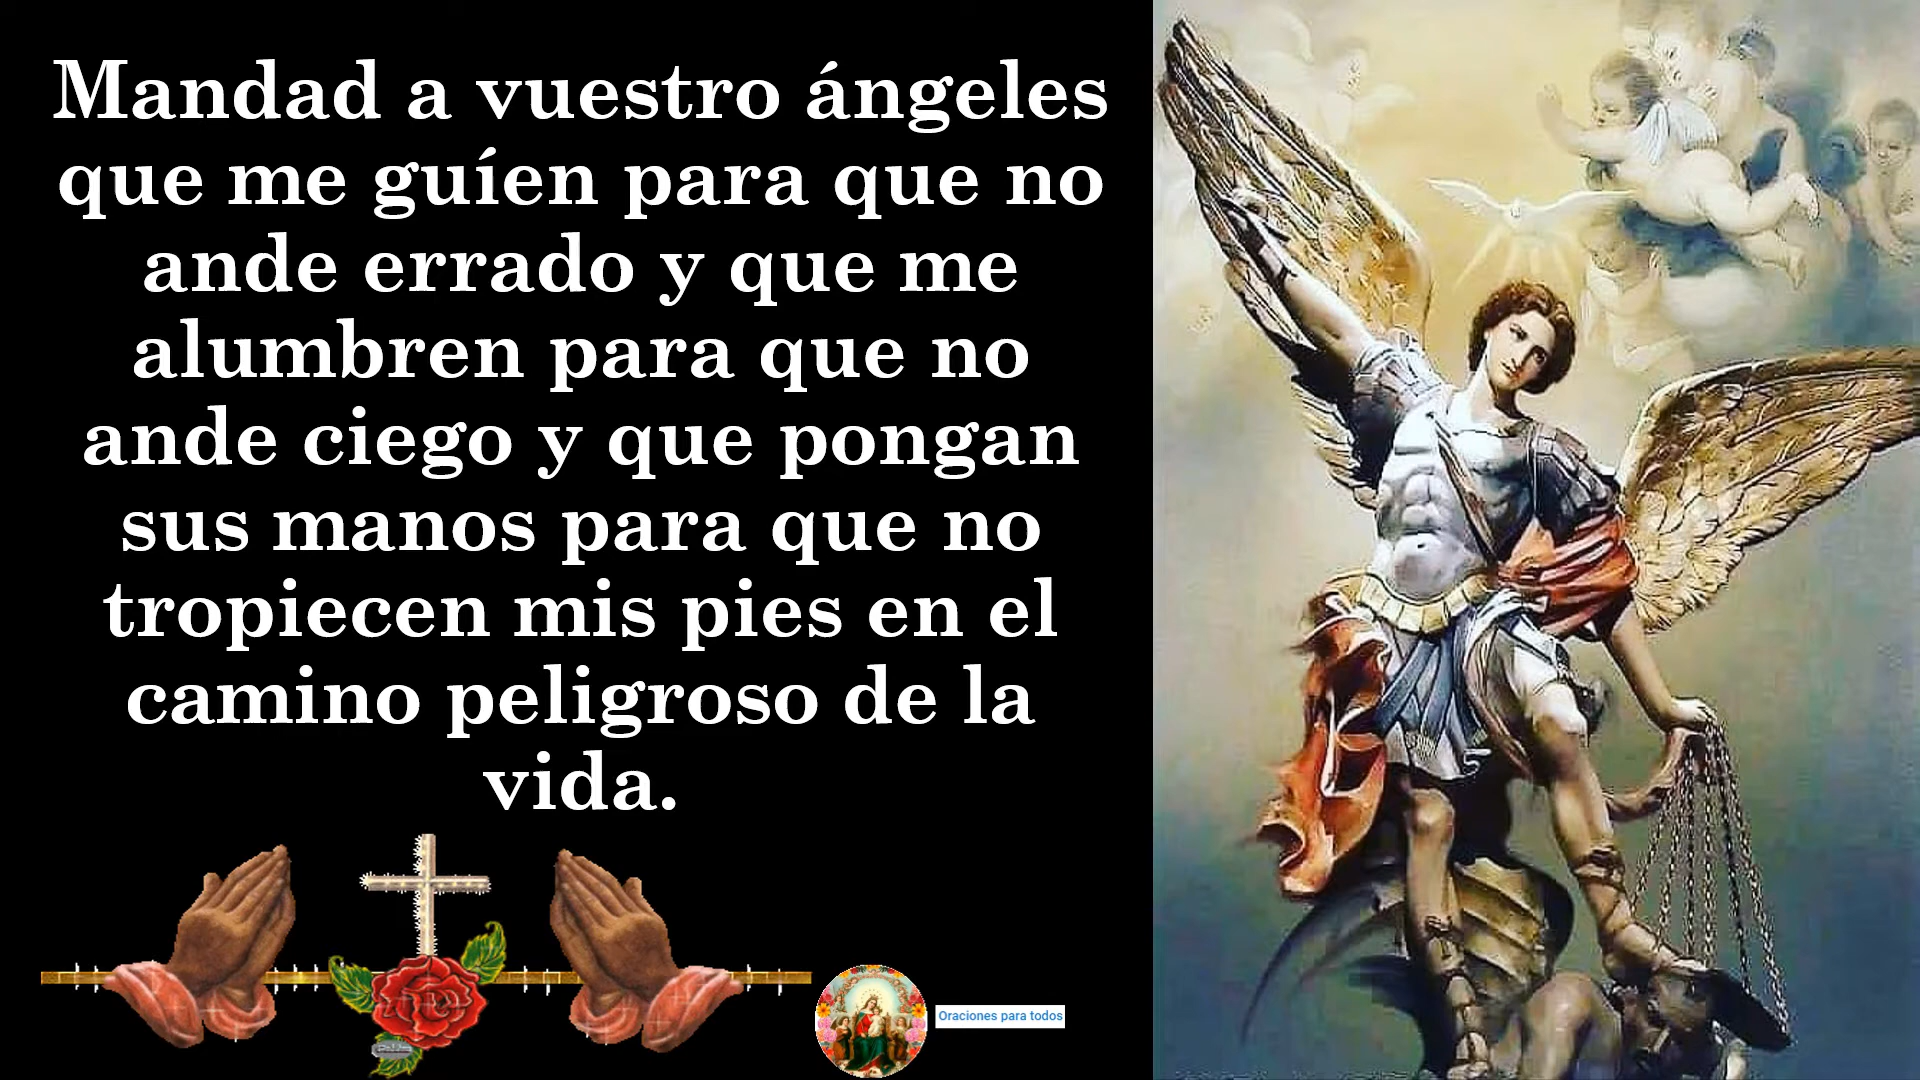 Mandad a vuestro ángeles
que me guíen para que no
ande errado y que me
alumbren para que no
ande ciego y que pongan
sus manos para que no
tropiecen mis pies en el
camino peligroso de la
vida.
Oraciones para todos